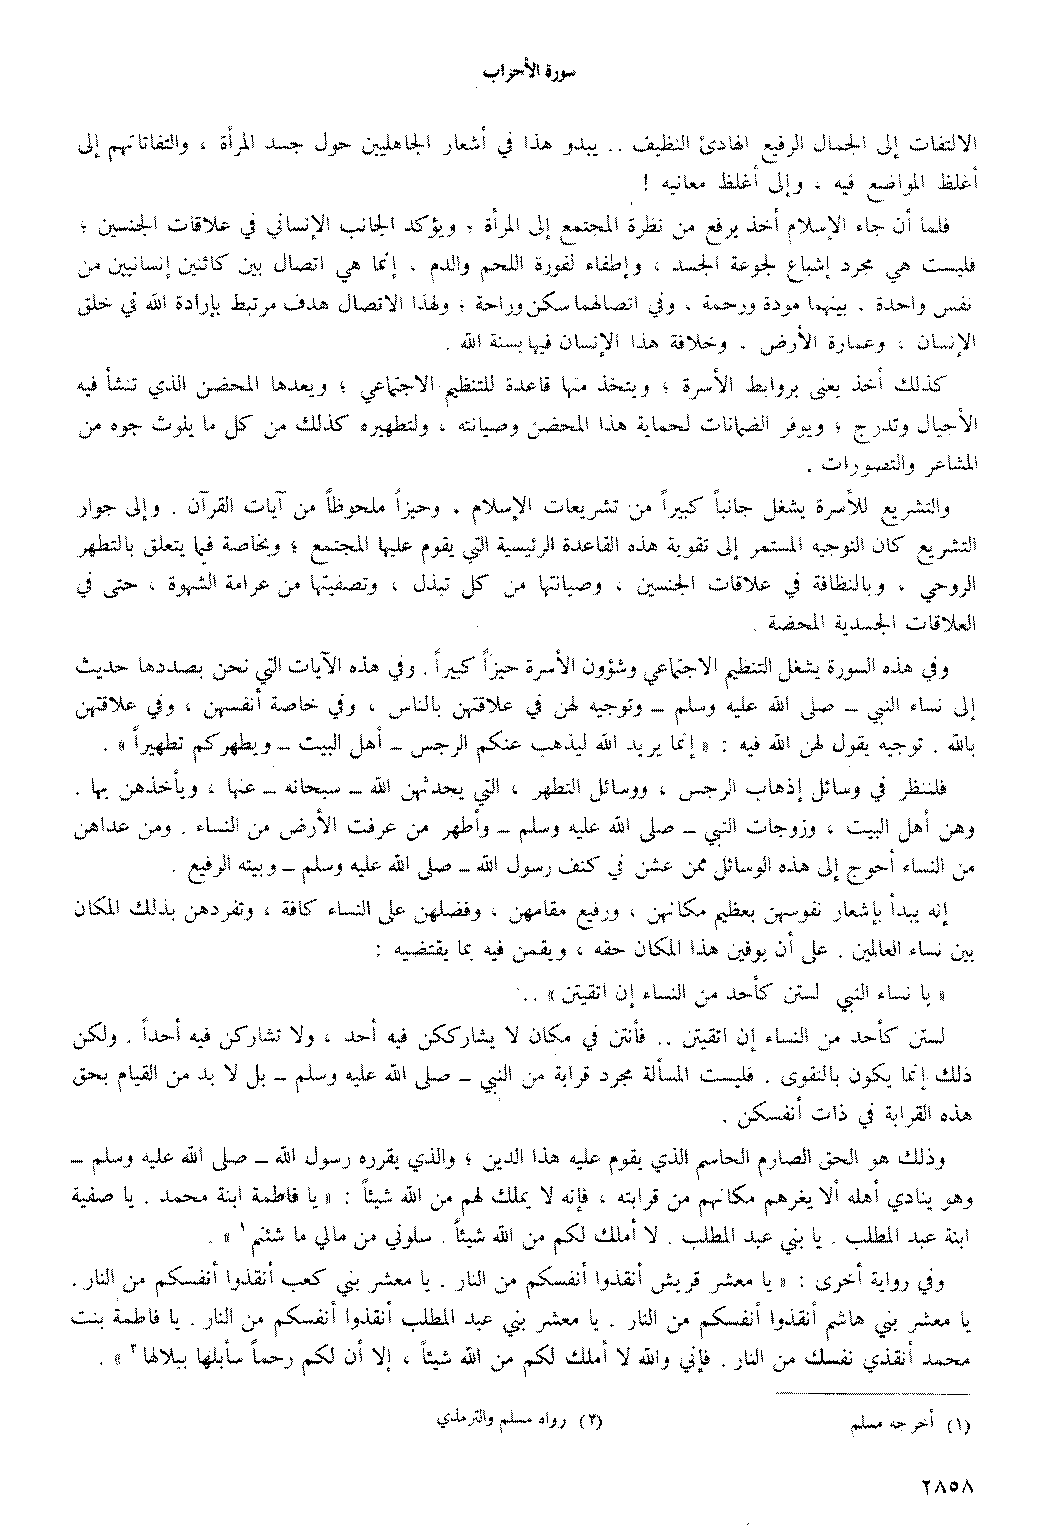 سورة الأحزاب
الالتفات إلى الجمال الرفيع الهادئ النظيف .. يبدو هذا في أشعار الجاهليين حول جسد المرأة ، والتفاتاتهم إلى
أغلظ المواضع فيه ، وإلى أغلظ معانيه !
فلما أن جاء الإسلام أخذ يرفع من نظرة المجتمع إلى المرأة ؛ ويؤكد الجانب الإنساني في علاقات الجنسين ؛
فليست هي مجرد إشباع لجوعة الجسد ، وإطفاء لفورة اللحم والدم . إنما هي اتصال بين كائنين إنسانيين من
نفس واحدة . بينهما مودة ورحمة ، وفي اتصالهما سكن وراحة ؛ ولهذا الاتصال هدف مرتبط بإرادة الله في خلق
الإنسان ، وعمارة الأرض . وخلافة هذا الإنسان فيها بسنة الله .
كذلك أخذ يعنى بروابط الأسرة ؛ ويتخذ منها قاعدة للتنظيم الاجتماعي ؛ ويعدها المحضن الذي تنشأ فيه
الأجيال وتدرج ؛ ويوفر الضمانات لحماية هذا المحضن وصيانته ، ولتطهيره كذلك من كل ما يلوث جوه من
المشاعر والتصورات .
والتشريع للأسرة يشغل جانباً كبيراً من تشريعات الإسلام . وحيزاً ملحوظاً من آيات القرآن . وإلى جوار
التشريع كان التوجيه المستمر إلى تقوية هذه القاعدة الرئيسية التي يقوم عليها المجتمع ؛ وبخاصة فيما يتعلق بالتطهر
الروحي ، وبالنظافة في علاقات الجنسين ، وصيانتها من كل تبذل ، وتصفيتها من عرامة الشهوة ، حتى في
العلاقات الجسدية المحضة .
وفي هذه السورة يشغل التنظيم الاجتماعي وشؤون الأسرة حيزاً كبيراً . وفي هذه الآيات التي نحن بصددها حديث
إلى نساء النبي – صلى الله عليه وسلم – وتوجيه لهن في علاقتهن بالناس ، وفي خاصة أنفسهن ، وفي علاقتهن
بالله . توجيه يقول لهن الله فيه : « إنما يريد الله ليذهب عنكم الرجس – أهل البيت – ويطهركم تطهيراً » .
فلننظر في وسائل إذهاب الرجس ، ووسائل التطهر ، التي يحدثهن الله – سبحانه – عنها ، ويأخذهن بها .
وهن أهل البيت ، وزوجات النبي – صلى الله عليه وسلم – وأطهر من عرفت الأرض من النساء . ومن عداهن
من النساء أحوج إلى هذه الوسائل ممن عشن في كنف رسول الله – صلى الله عليه وسلم – وبيته الرفيع .
إنه يبدأ بإشعار نفوسهن بعظيم مكانهن ، ورفيع مقامهن ، وفضلهن على النساء كافة ، وتفردهن بذلك المكان
بين نساء العالمين . على أن يوفين هذا المكان حقه ، ويقمن فيه بما يقتضيه :
« يا نساء النبي لستن كأحد من النساء إن اتقيتن » ..
لستن كأحد من النساء إن اتقيتن .. فأنتن في مكان لا يشارككن فيه أحد ، ولا تشاركن فيه أحداً . ولكن
ذلك إنما يكون بالتقوى . فليست المسألة مجرد قرابة من النبي – صلى الله عليه وسلم – بل لا بد من القيام بحق
هذه القرابة في ذات أنفسكن .
وذلك هو الحق الصارم الحاسم الذي يقوم عليه هذا الدين ؛ والذي يقرره رسول الله – صلى الله عليه وسلم –
وهو ينادي أهله ألا يغرهم مكانهم من قرابته ، فإنه لا يملك لهم من الله شيئاً : « يا فاطمة ابنة محمد . يا صفية
ابنة عبد المطلب . يا بني عبد المطلب . لا أملك لكم من الله شيئاً . سلوني من مالي ما شئتم ١ » .
وفي رواية أخرى : « يا معشر قريش أنقذوا أنفسكم من النار . يا معشر بني كعب أنقذوا أنفسكم من النار .
يا معشر بني هاشم أنقذوا أنفسكم من النار . يا معشر بني عبد المطلب أنقذوا أنفسكم من النار . يا فاطمة بنت
محمد أنقذي نفسك من النار . فإني والله لا أملك لكم من الله شيئاً ، إلا أن لكم رحماً سأبلها ببلالها ٢ » .
(١) أخرجه مسلم (٢) رواه مسلم والترمذي
٢٨٥٨